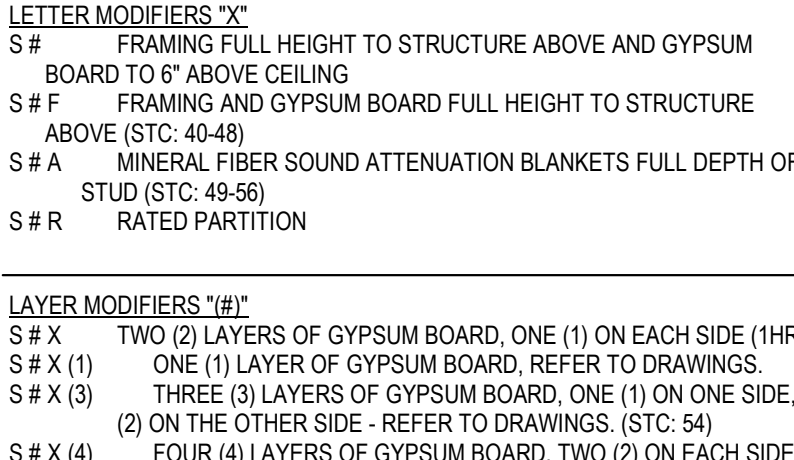 LETTER MODIFIERS "X"
S # FRAMING FULL HEIGHT TO STRUCTURE ABOVE AND GYPSUM
BOARD TO 6" ABOVE CEILING
S # F FRAMING AND GYPSUM BOARD FULL HEIGHT TO STRUCTURE
ABOVE (STC: 40-48)
S # A MINERAL FIBER SOUND ATTENUATION BLANKETS FULL DEPTH OF
STUD (STC: 49-56)
S # R RATED PARTITION
LAYER MODIFIERS "(#)"
S # X TWO (2) LAYERS OF GYPSUM BOARD, ONE (1) ON EACH SIDE (1HR
S # X (1) ONE (1) LAYER OF GYPSUM BOARD, REFER TO DRAWINGS.
S # X (3) THREE (3) LAYERS OF GYPSUM BOARD, ONE (1) ON ONE SIDE,
(2) ON THE OTHER SIDE - REFER TO DRAWINGS. (STC: 54)
S # X (4) FOUR (4) LAYERS OF GYPSUM BOARD, TWO (2) ON EACH SIDE